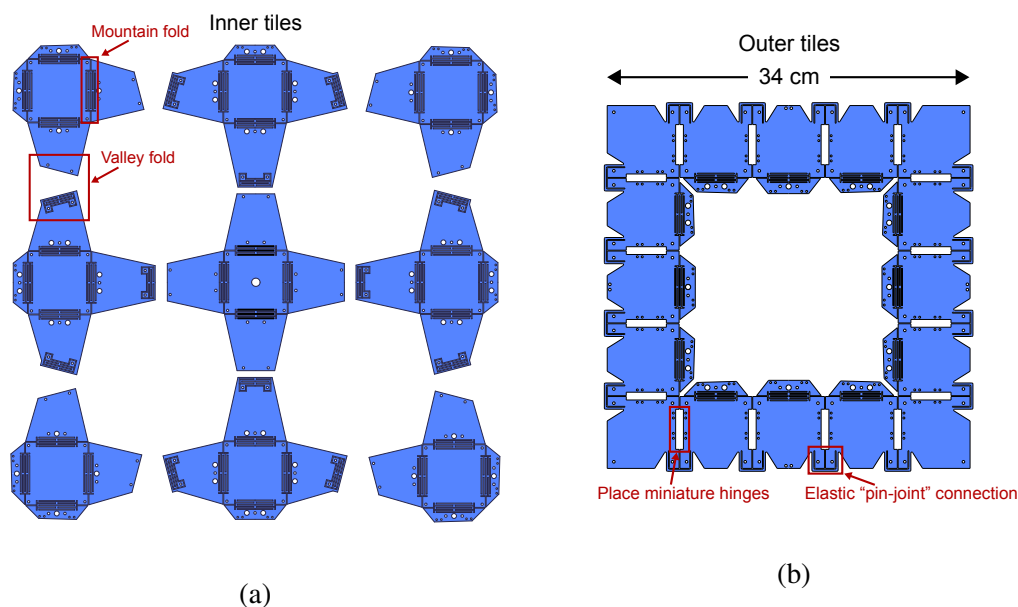 Inner tiles
Mountain fold
Valley fold
(a)
Outer tiles
34 cm
Place miniature hinges
Elastic “pin-joint” connection
(b)